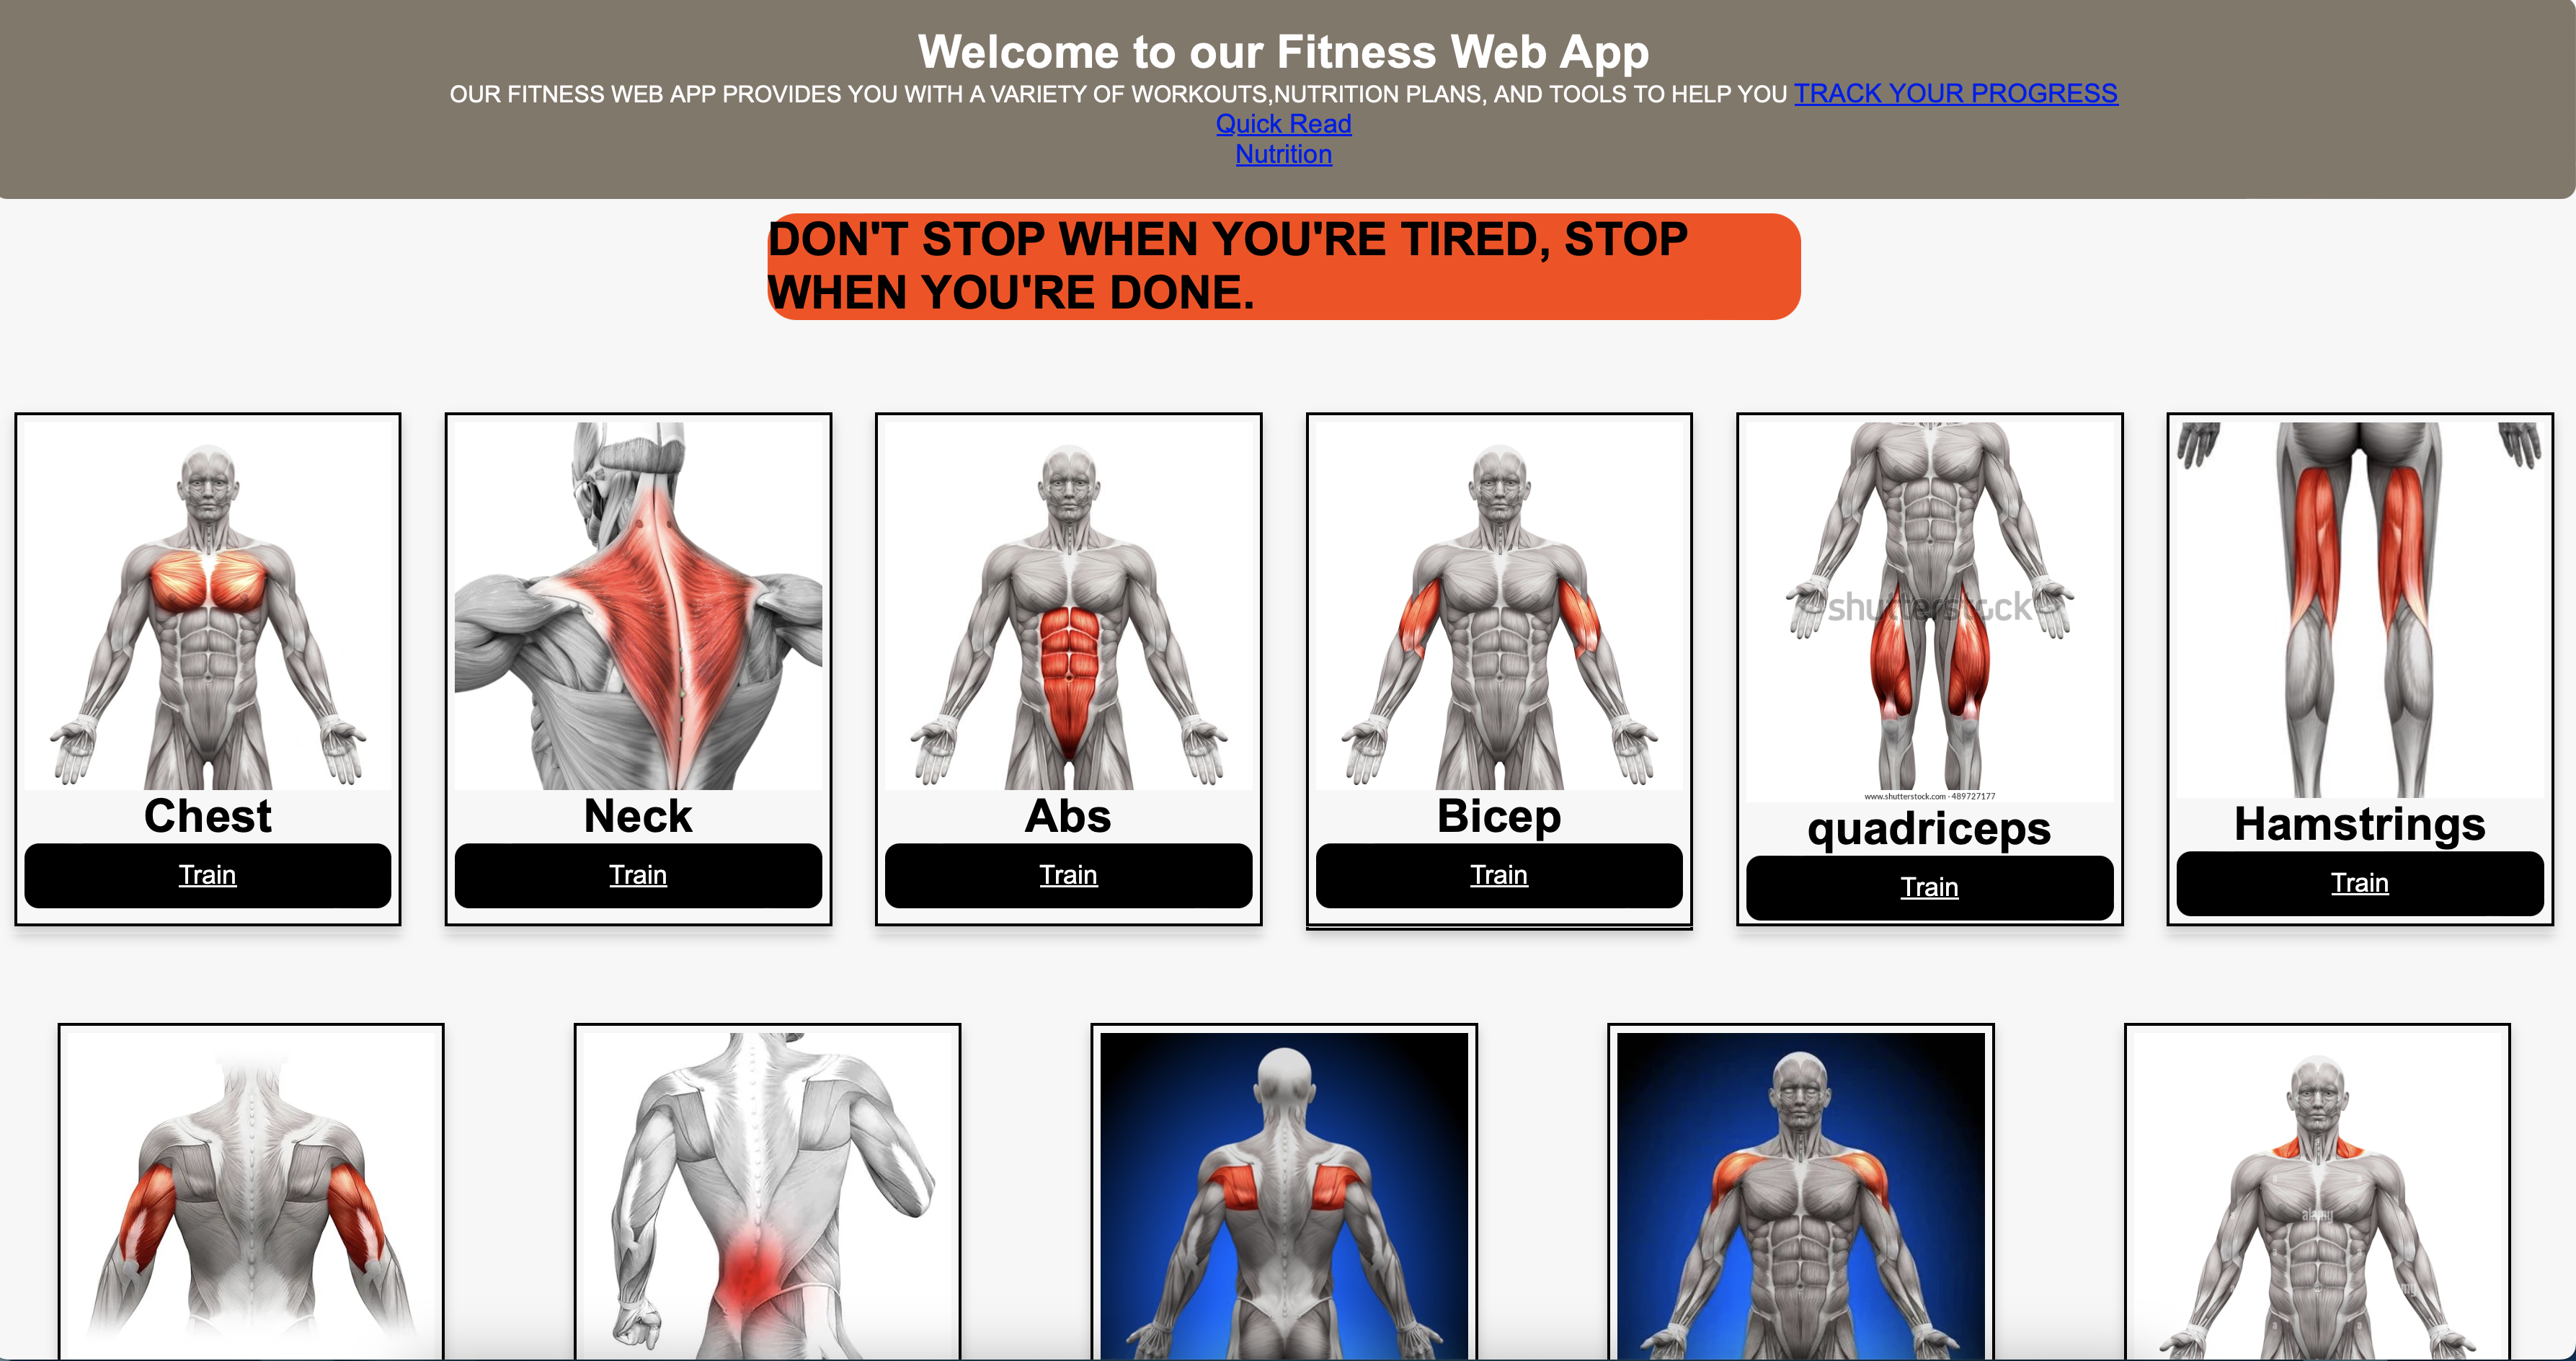 Welcome to our Fitness Web App
OUR FITNESS WEB APP PROVIDES YOU WITH A VARIETY OF WORKOUTS,NUTRITION PLANS, AND TOOLS TO HELP YOU TRACK YOUR PROGRESS
Quick Read
Nutrition
DON'T STOP WHEN YOU'RE TIRED, STOP
WHEN YOU'RE DONE.
shutterstock
www.shutterstock.com · 489727177
Chest
Neck
Abs
Bicep
quadriceps
Hamstrings
Train
Train
Train
Train
Train
Train
alamy